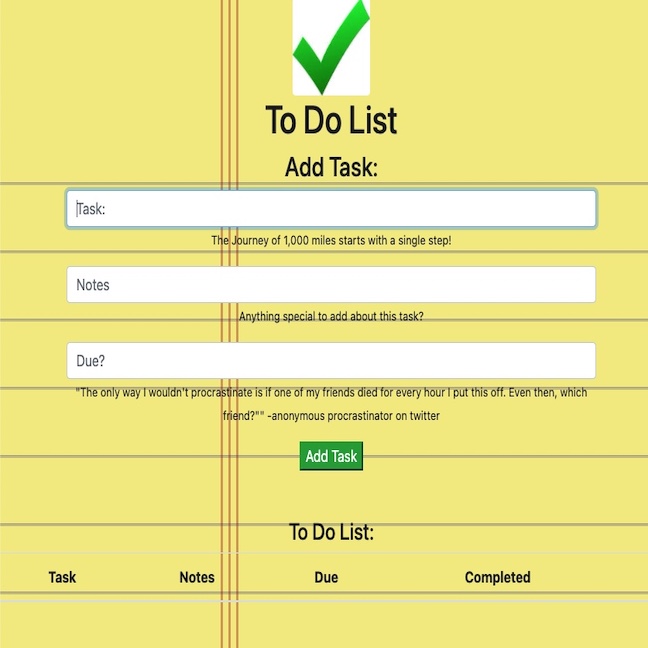 To Do List
Add Task:
Task:
The Journey of 1,000 miles starts with a single step!
Notes
Anything special to add about this task?
Due?
"The only way I wouldn't procrastinate is if one of my friends died for every hour I put this off. Even then, which
friend?"" -anonymous procrastinator on twitter
Add Task
To Do List:
Task Notes Due Completed